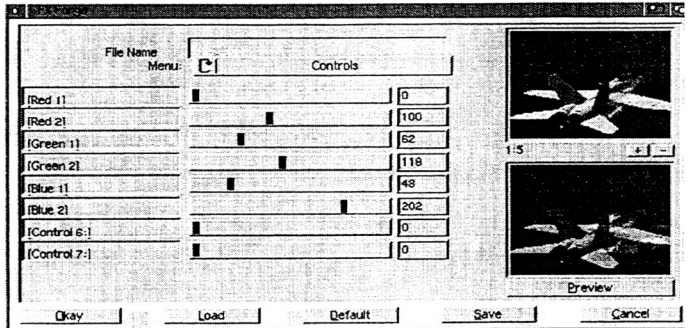 File Name
Menu: Controls
[Red 1] 0
[Red 2] 100
[Green 1] 62
[Green 2] 118
[Blue 1] 48
[Blue 2] 202
[Control 6:] 0
[Control 7:] 0
1:5 + -
Preview
Okay Load Default Save Cancel